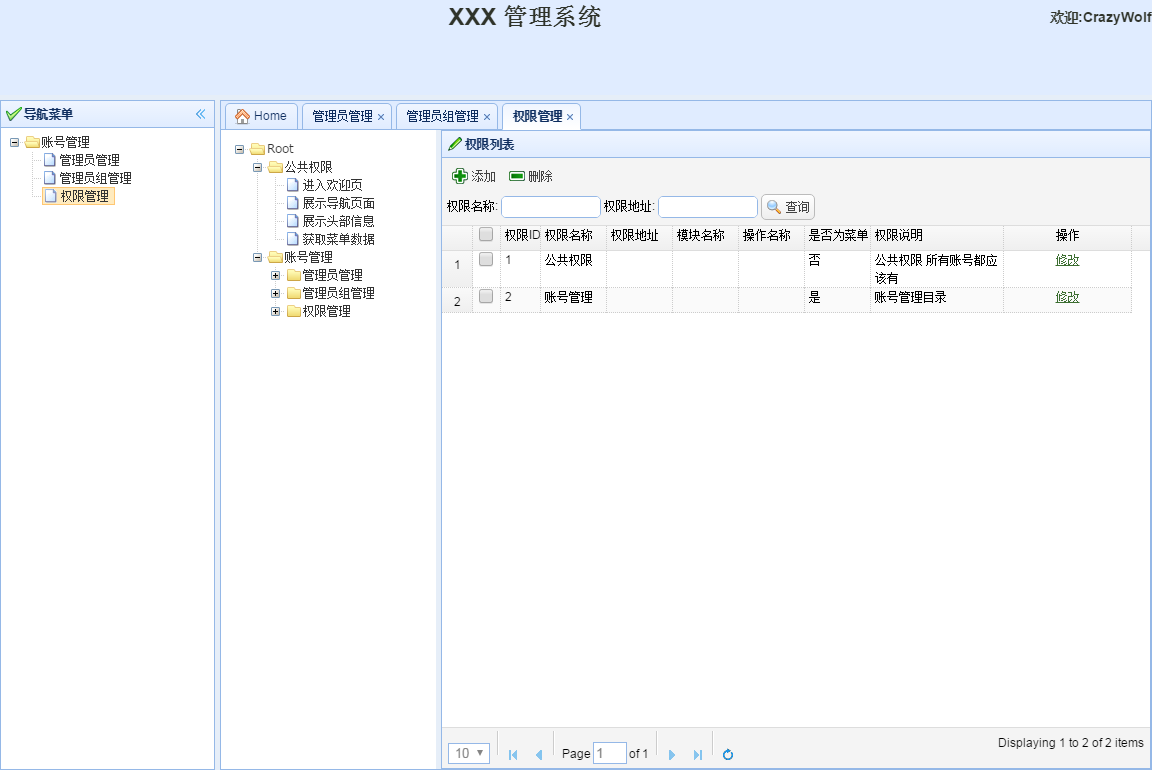 XXX 管理系统
欢迎:CrazyWolf
导航菜单
账号管理
管理员管理
管理员组管理
权限管理
Home 管理员管理 管理员组管理 权限管理
Root
公共权限
进入欢迎页
展示导航页面
展示头部信息
获取菜单数据
账号管理
管理员管理
管理员组管理
权限管理
权限列表
添加 删除
权限名称: 权限地址: 查询
权限ID 权限名称 权限地址 模块名称 操作名称 是否为菜单 权限说明 操作
1 1 公共权限 否 公共权限 所有账号都应 修改
该有
2 2 账号管理 是 账号管理目录 修改
10 Page 1 of 1 Displaying 1 to 2 of 2 items